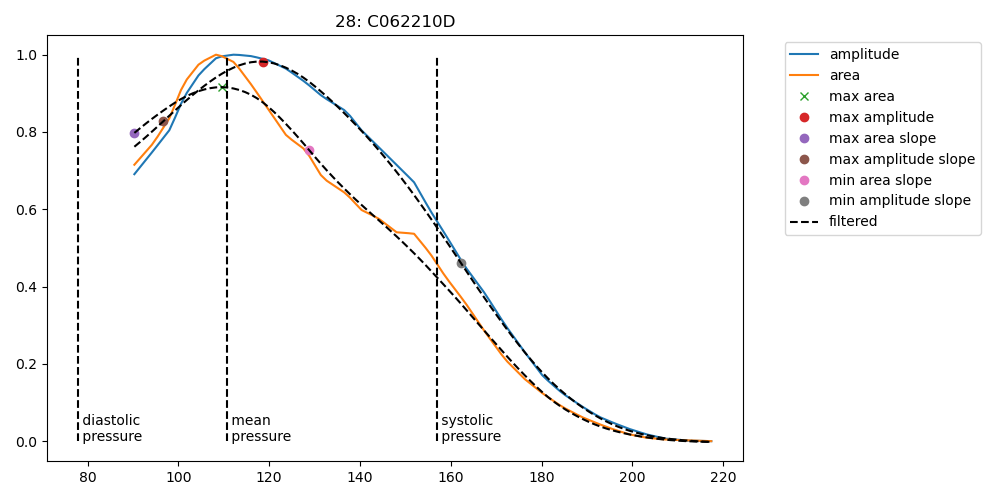 28: C062210D
1.0
0.8
0.6
0.4
0.2
0.0
80
100
120
140
160
180
200
220
diastolic
pressure
mean
pressure
systolic
pressure
amplitude
area
max area
max amplitude
max area slope
max amplitude slope
min area slope
min amplitude slope
filtered